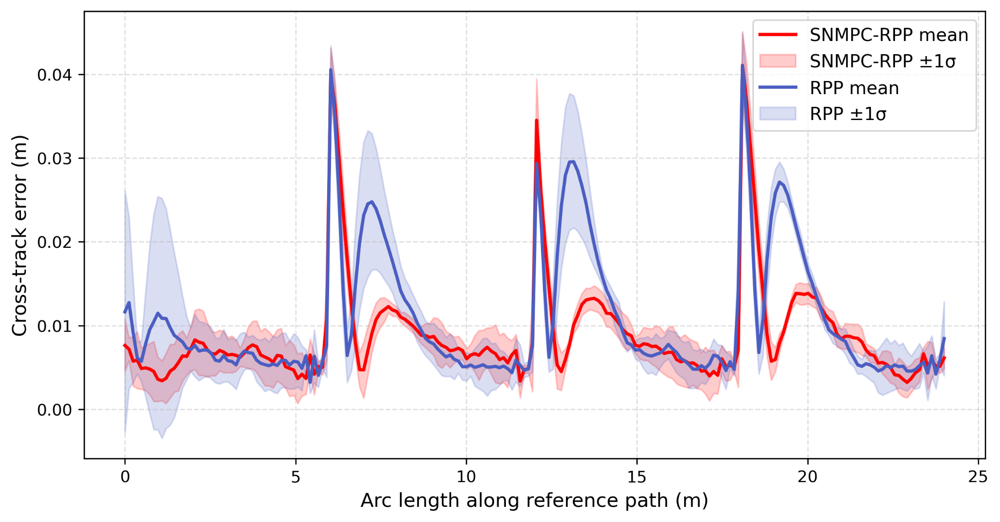 SNMPC-RPP mean
SNMPC-RPP ±1σ
RPP mean
RPP ±1σ
Cross-track error (m)
0.04
0.03
0.02
0.01
0.00
0 5 10 15 20 25
Arc length along reference path (m)